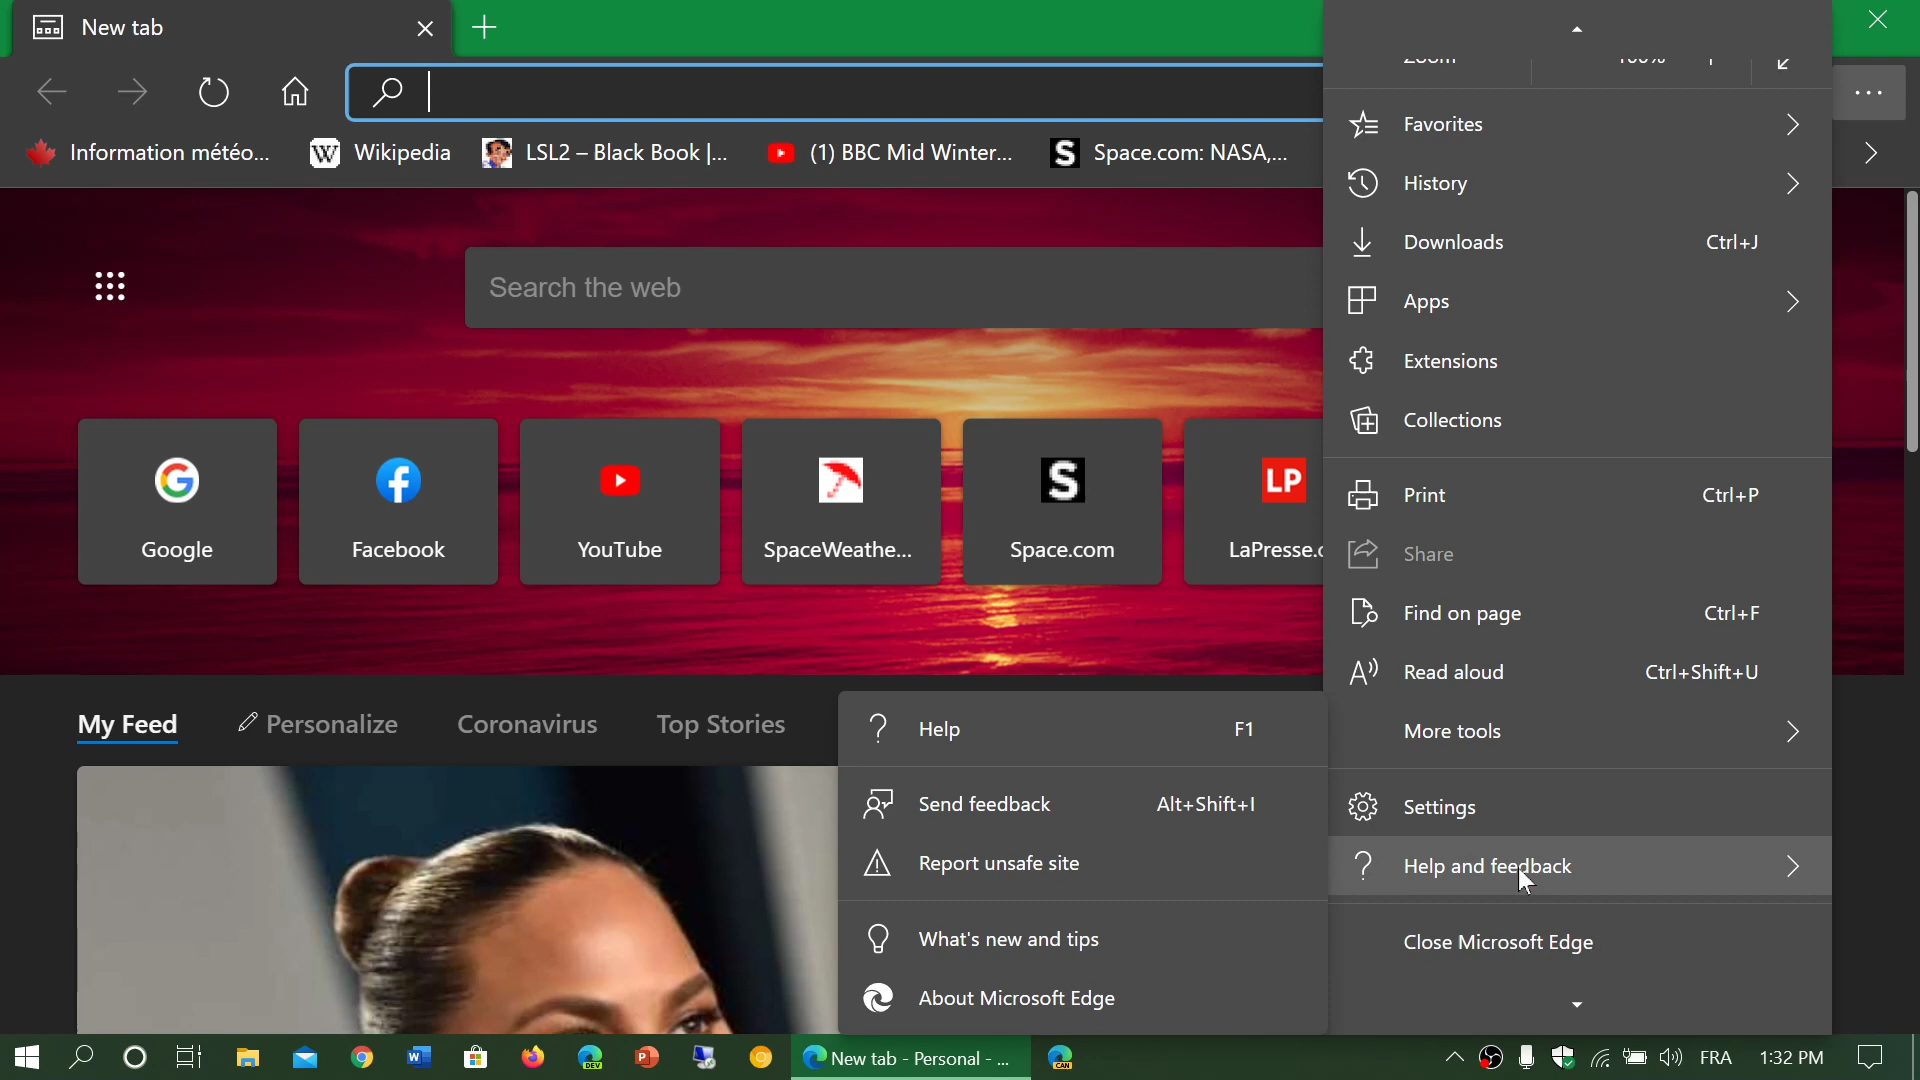 New tab
Information météo...
Wikipedia
LSL2 – Black Book |...
(1) BBC Mid Winter...
S Space.com: NASA,...
Search the web
Google
Facebook
YouTube
SpaceWeathe...
S
Space.com
LP
LaPresse.c
My Feed
Personalize
Coronavirus
Top Stories
Zoom 100% +
Favorites
History
Downloads Ctrl+J
Apps
Extensions
Collections
Print Ctrl+P
Share
Find on page Ctrl+F
Read aloud Ctrl+Shift+U
More tools
Settings
Help and feedback
Close Microsoft Edge
Help F1
Send feedback Alt+Shift+I
Report unsafe site
What's new and tips
About Microsoft Edge
DEV
New tab - Personal - ...
CAN
FRA
1:32 PM